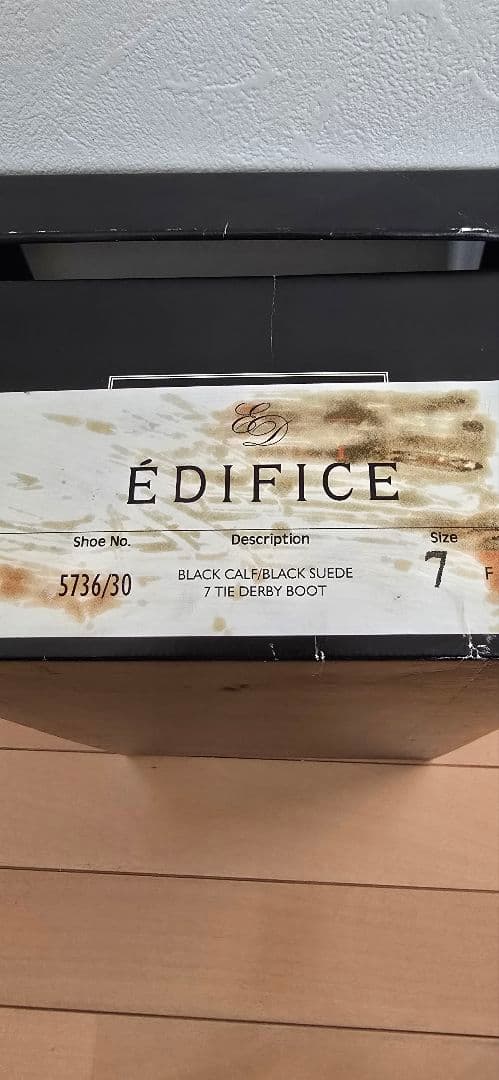 ED
ÉDIFICE
Shoe No. Description Size
5736/30 BLACK CALF/BLACK SUEDE 7 F
7 TIE DERBY BOOT